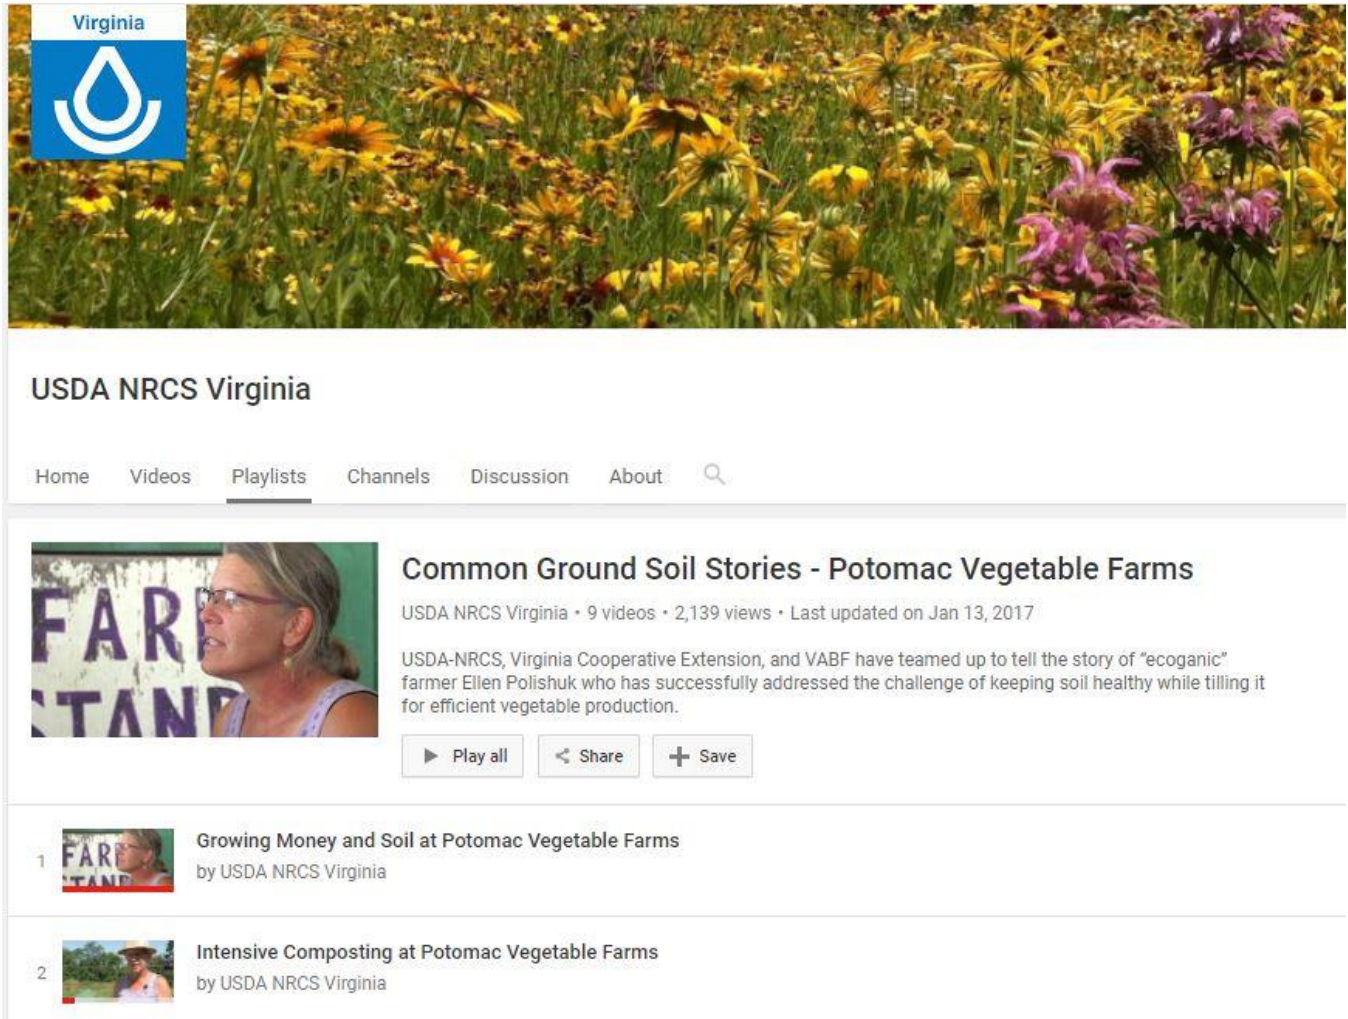 Virginia
USDA NRCS Virginia
Home Videos Playlists Channels Discussion About
FAR
STAND
Common Ground Soil Stories - Potomac Vegetable Farms
USDA NRCS Virginia • 9 videos • 2,139 views • Last updated on Jan 13, 2017
USDA-NRCS, Virginia Cooperative Extension, and VABF have teamed up to tell the story of “ecoganic”
farmer Ellen Polishuk who has successfully addressed the challenge of keeping soil healthy while tilling it
for efficient vegetable production.
Play all Share Save
1
FAR
STAND
Growing Money and Soil at Potomac Vegetable Farms
by USDA NRCS Virginia
2
Intensive Composting at Potomac Vegetable Farms
by USDA NRCS Virginia